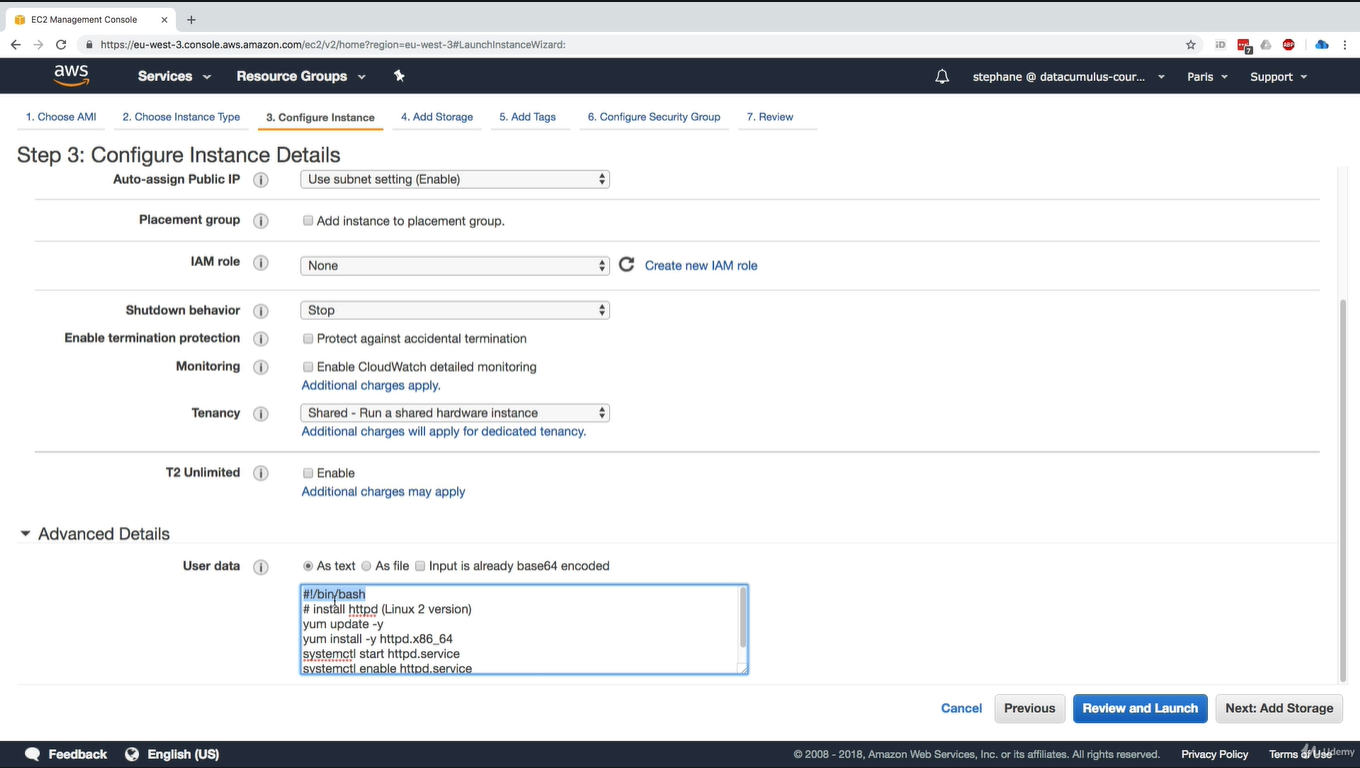 EC2 Management Console
https://eu-west-3.console.aws.amazon.com/ec2/v2/home?region=eu-west-3#LaunchInstanceWizard:
iD
7
ABP
aws
Services
Resource Groups
stephane @ datacumulus-cour...
Paris
Support
1. Choose AMI
2. Choose Instance Type
3. Configure Instance
4. Add Storage
5. Add Tags
6. Configure Security Group
7. Review
Step 3: Configure Instance Details
Auto-assign Public IP
Use subnet setting (Enable)
Placement group
Add instance to placement group.
IAM role
None
Create new IAM role
Shutdown behavior
Stop
Enable termination protection
Protect against accidental termination
Monitoring
Enable CloudWatch detailed monitoring
Additional charges apply.
Tenancy
Shared - Run a shared hardware instance
Additional charges will apply for dedicated tenancy.
T2 Unlimited
Enable
Additional charges may apply
Advanced Details
User data
As text
As file
Input is already base64 encoded
#!/bin/bash
# install httpd (Linux 2 version)
yum update -y
yum install -y httpd.x86_64
systemctl start httpd.service
systemctl enable httpd.service
Cancel
Previous
Review and Launch
Next: Add Storage
Feedback
English (US)
© 2008 - 2018, Amazon Web Services, Inc. or its affiliates. All rights reserved.
Privacy Policy
Terms of Use
Udemy